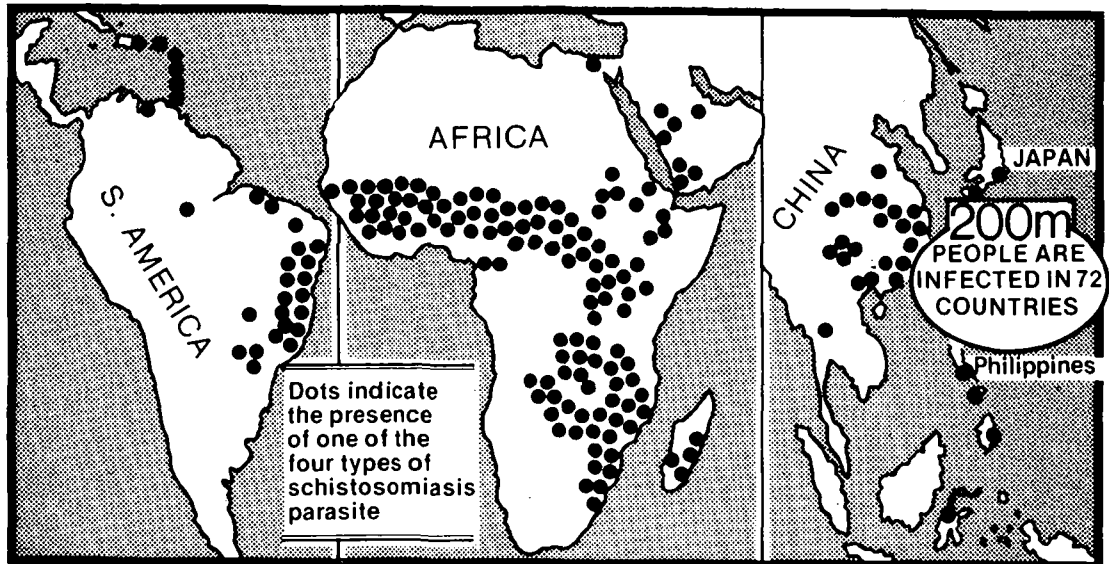 S. AMERICA
AFRICA
CHINA
JAPAN
200m
PEOPLE ARE
INFECTED IN 72
COUNTRIES
Philippines
Dots indicate
the presence
of one of the
four types of
schistosomiasis
parasite